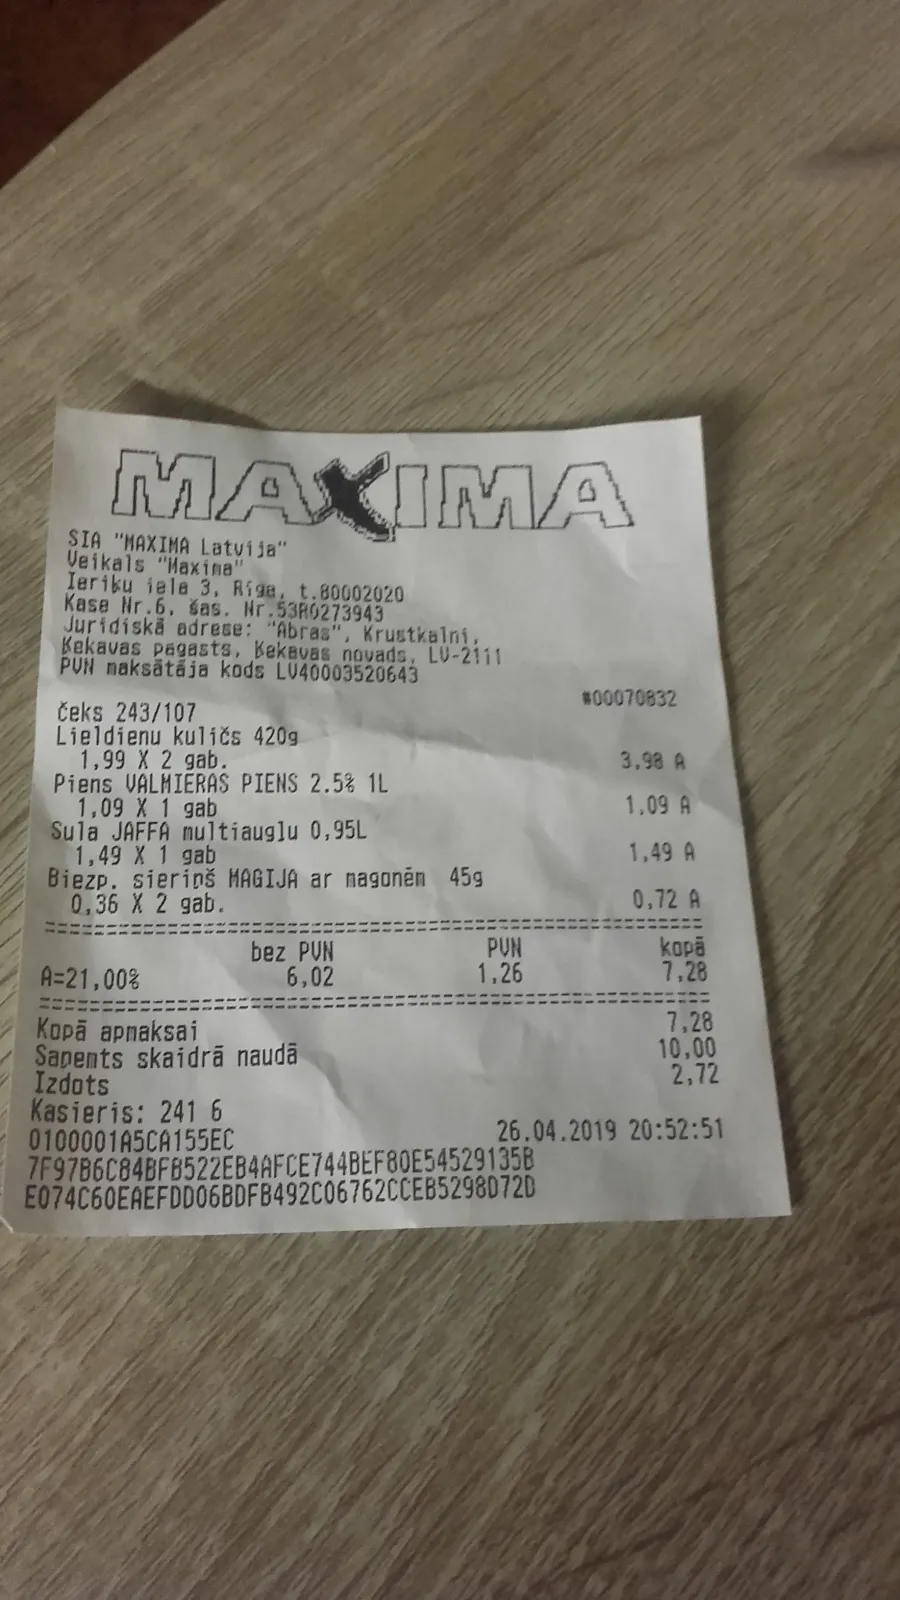 MAXIMA
SIA "MAXIMA Latvija"
Veikals "Maxima"
Ieriķu iela 3, Rīga, t.80002020
Kase Nr.6, šas. Nr.53R0273943
Juridiskā adrese: "Abras", Krustkalni,
Ķekavas pagasts, Ķekavas novads, LV-2111
PVN maksātāja kods LV40003520643
#00070832
čeks 243/107
Lieldienu kuličs 420g
1,99 X 2 gab. 3,98 A
Piens VALMIERAS PIENS 2.5% 1L
1,09 X 1 gab 1,09 A
Sula JAFFA multiaugļu 0,95L
1,49 X 1 gab 1,49 A
Biezp. sieriņš MAGIJA ar magonēm 45g
0,36 X 2 gab. 0,72 A
bez PVN PVN kopā
A=21,00% 6,02 1,26 7,28
Kopā apmaksai 7,28
Saņemts skaidrā naudā 10,00
Izdots 2,72
Kasieris: 241 6
0100001A5CA155EC 26.04.2019 20:52:51
7F97B6C84BF8522EB4AFCE744BEF80E54529135B
E074C60EAEFDD06BDFB492C06762CCEB5298D72D